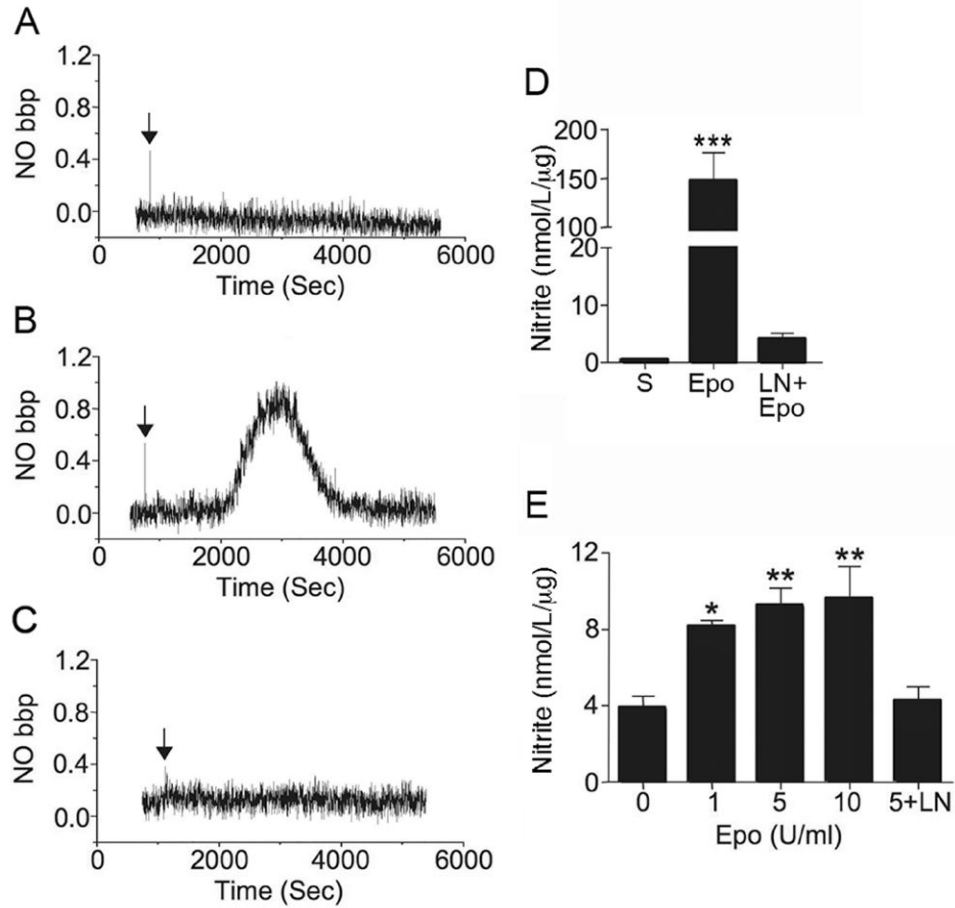 A
1.2
0.8
0.4
0.0
NO bbp
0 2000 4000 6000
Time (Sec)
B
1.2
0.8
0.4
0.0
NO bbp
0 2000 4000 6000
Time (Sec)
C
1.2
0.8
0.4
0.0
NO bbp
0 2000 4000 6000
Time (Sec)
D
200
150
100
20
10
0
Nitrite (nmol/L/µg)
***
S Epo LN+
Epo
E
12
8
4
0
Nitrite (nmol/L/µg)
* ** **
0 1 5 10 5+LN
Epo (U/ml)